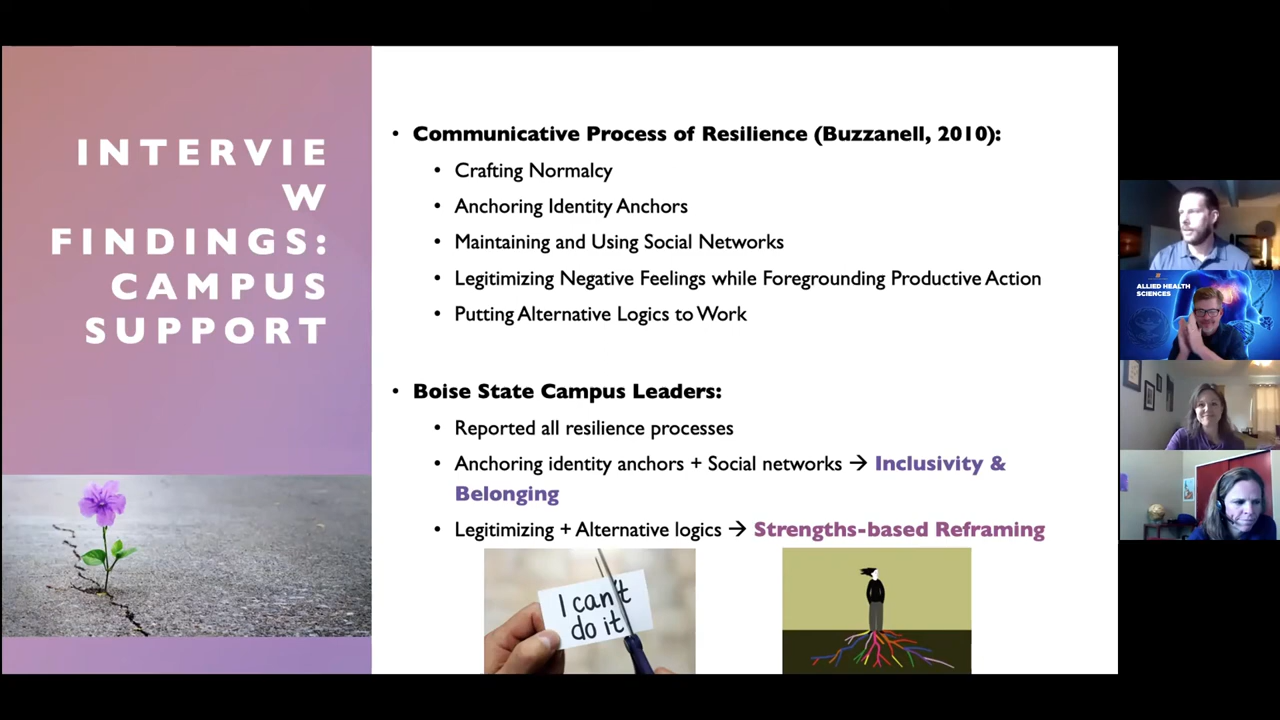 INTERVIE
W
FINDINGS:
CAMPUS
SUPPORT
• Communicative Process of Resilience (Buzzanell, 2010):
• Crafting Normalcy
• Anchoring Identity Anchors
• Maintaining and Using Social Networks
• Legitimizing Negative Feelings while Foregrounding Productive Action
• Putting Alternative Logics to Work
• Boise State Campus Leaders:
• Reported all resilience processes
• Anchoring identity anchors + Social networks → Inclusivity &
Belonging
• Legitimizing + Alternative logics → Strengths-based Reframing
I can't
do it
ALLIED HEALTH
SCIENCES